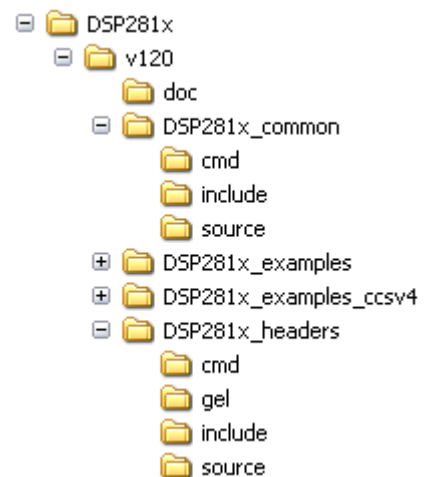 DSP281x
v120
doc
DSP281x_common
cmd
include
source
DSP281x_examples
DSP281x_examples_ccsv4
DSP281x_headers
cmd
gel
include
source